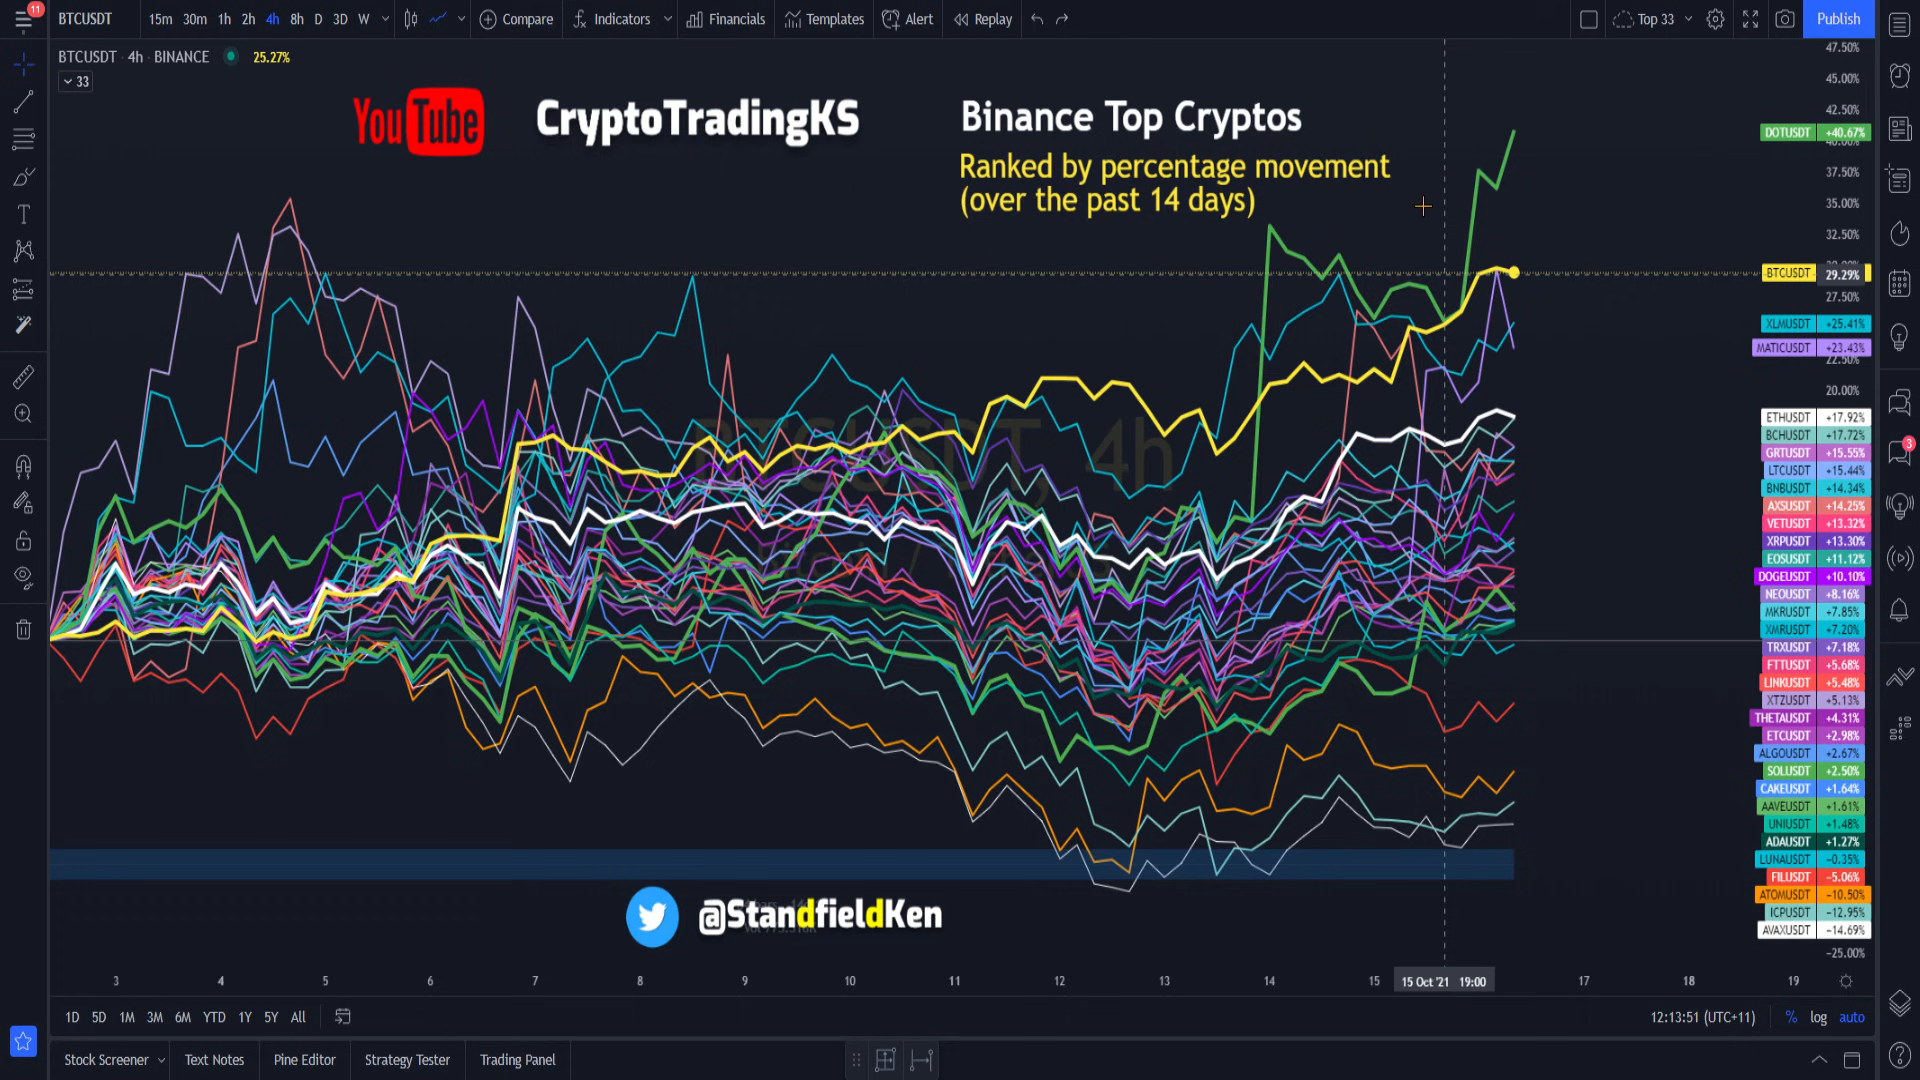 11
BTCUSDT 15m 30m 1h 2h 4h 8h D 3D W Compare Indicators Financials Templates Alert Replay Top 33 Publish
BTCUSDT · 4h · BINANCE 25.27%
33
YouTube CryptoTradingKS
Binance Top Cryptos
Ranked by percentage movement
(over the past 14 days)
BTCUSDT, 4h
47.50%
45.00%
42.50%
DOTUSDT +40.67%
40.00%
37.50%
35.00%
32.50%
BTCUSDT 29.29%
27.50%
XLMUSDT +25.41%
MATICUSDT +23.43%
22.50%
20.00%
ETHUSDT +17.92%
BCHUSDT +17.72%
GRTUSDT +15.55%
LTCUSDT +15.44%
BNBUSDT +14.34%
AXSUSDT +14.25%
VETUSDT +13.32%
XRPUSDT +13.30%
EOSUSDT +11.12%
DOGEUSDT +10.10%
NEOUSDT +8.16%
MKRUSDT +7.85%
XMRUSDT +7.20%
TRXUSDT +7.18%
FTTUSDT +5.68%
LINKUSDT +5.48%
XTZUSDT +5.13%
THETAUSDT +4.31%
ETCUSDT +2.98%
ALGOUSDT +2.67%
SOLUSDT +2.50%
CAKEUSDT +1.64%
AAVEUSDT +1.61%
UNIUSDT +1.48%
ADAUSDT +1.27%
LUNAUSDT −0.35%
FILUSDT −5.06%
ATOMUSDT −10.50%
ICPUSDT −12.95%
AVAXUSDT −14.69%
−25.00%
3
@StandfieldKen
3 4 5 6 7 8 9 10 11 12 13 14 15 15 Oct '21 19:00 17 18 19
1D 5D 1M 3M 6M YTD 1Y 5Y All 12:13:51 (UTC+11) % log auto
Stock Screener Text Notes Pine Editor Strategy Tester Trading Panel